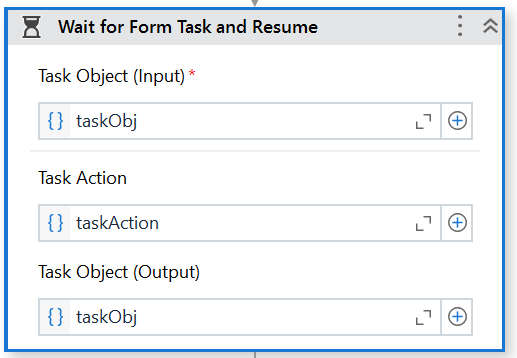 Wait for Form Task and Resume
Task Object (Input) *
{} taskObj
Task Action
{} taskAction
Task Object (Output)
{} taskObj